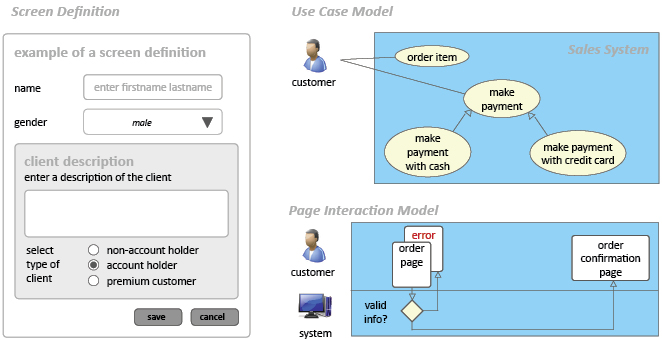 Screen Definition
example of a screen definition
name
enter firstname lastname
gender
male
client description
enter a description of the client
select
type of
client
non-account holder
account holder
premium customer
save
cancel
Use Case Model
Sales System
customer
order item
make
payment
make
payment
with cash
make payment
with credit card
Page Interaction Model
customer
error
order
page
order
confirmation
page
system
valid
info?